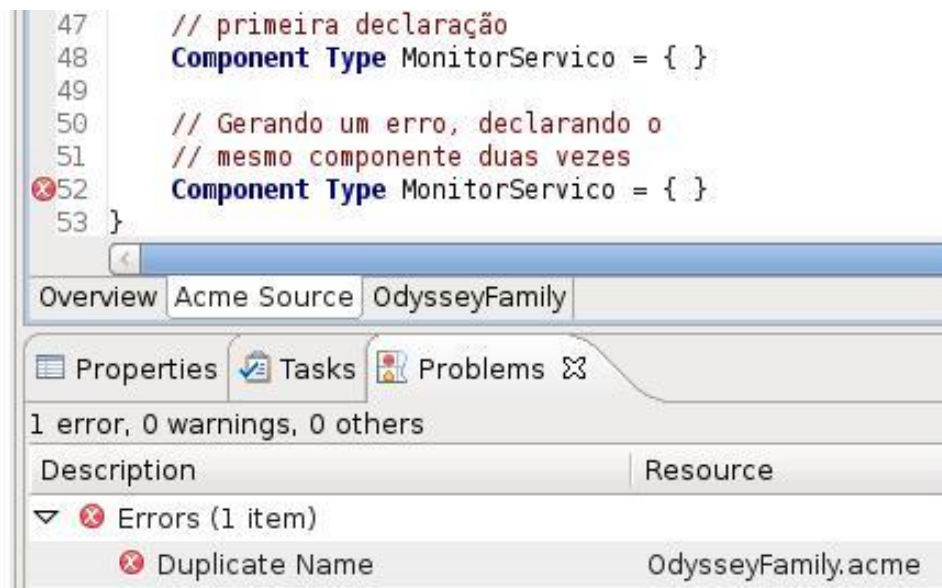 47 // primeira declaração
48 Component Type MonitorServico = { }
49
50 // Gerando um erro, declarando o
51 // mesmo componente duas vezes
52 Component Type MonitorServico = { }
53 }
Overview Acme Source OdysseyFamily
Properties Tasks Problems
1 error, 0 warnings, 0 others
Description Resource
Errors (1 item)
Duplicate Name OdysseyFamily.acme